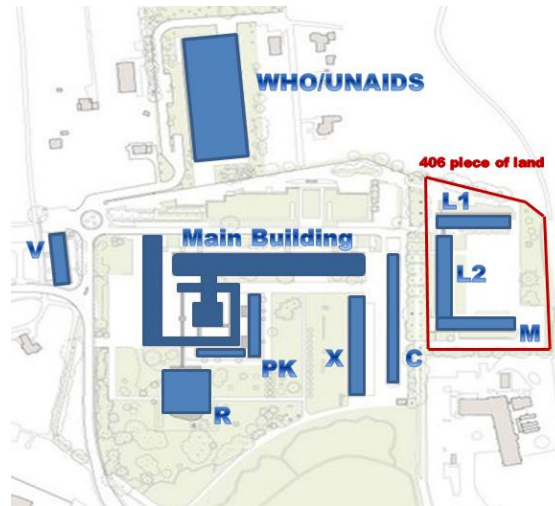 WHO/UNAIDS
406 piece of land
L1
V
Main Building
L2
M
X
C
PK
R